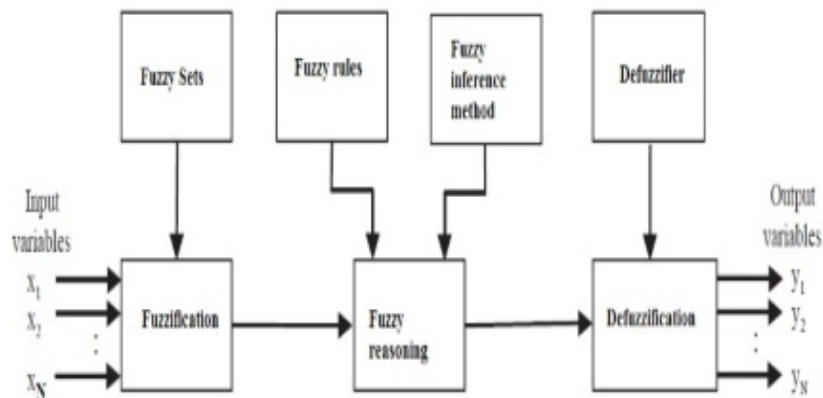 Fuzzy Sets
Fuzzy rules
Fuzzy
inference
method
Defuzzifier
Input
variables
x1
x2
:
xN
Fuzzification
Fuzzy
reasoning
Defuzzification
Output
variables
y1
y2
:
yN